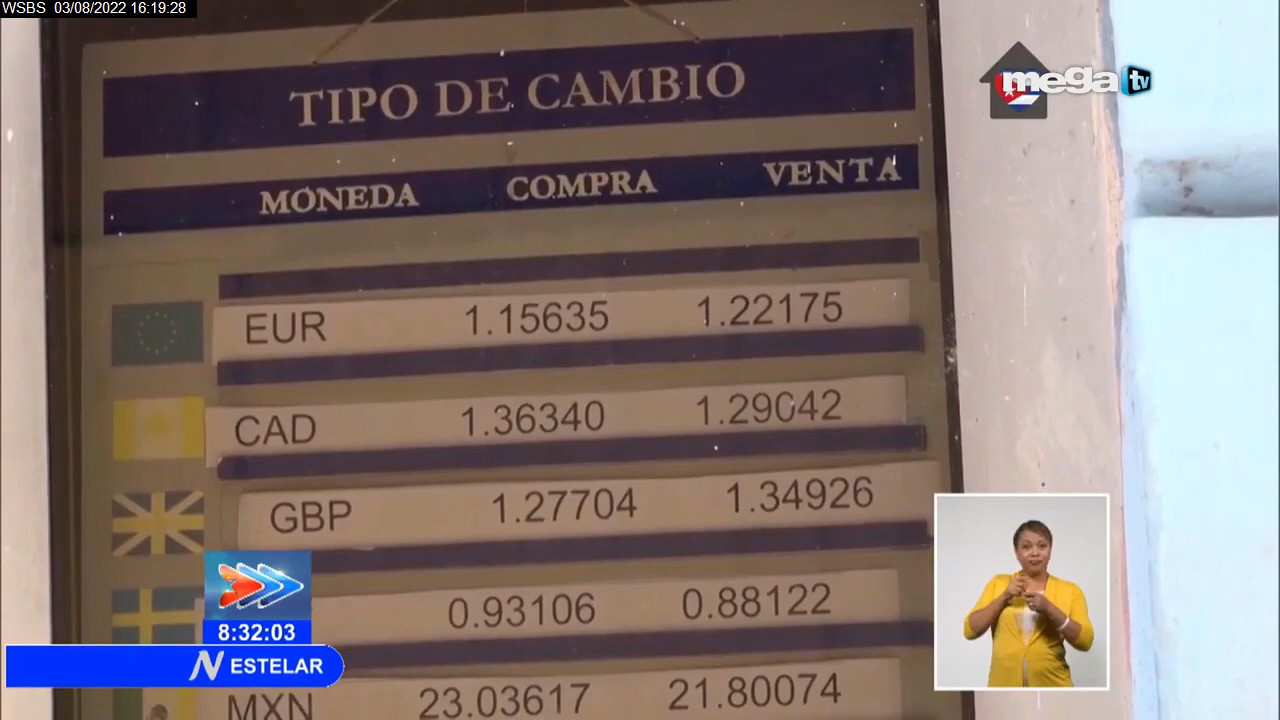 WSBS 03/08/2022 16:19:28
mega tv
TIPO DE CAMBIO
MONEDA COMPRA VENTA
EUR 1.15635 1.22175
CAD 1.36340 1.29042
GBP 1.27704 1.34926
0.93106 0.88122
MXN 23.03617 21.80074
8:32:03
N ESTELAR